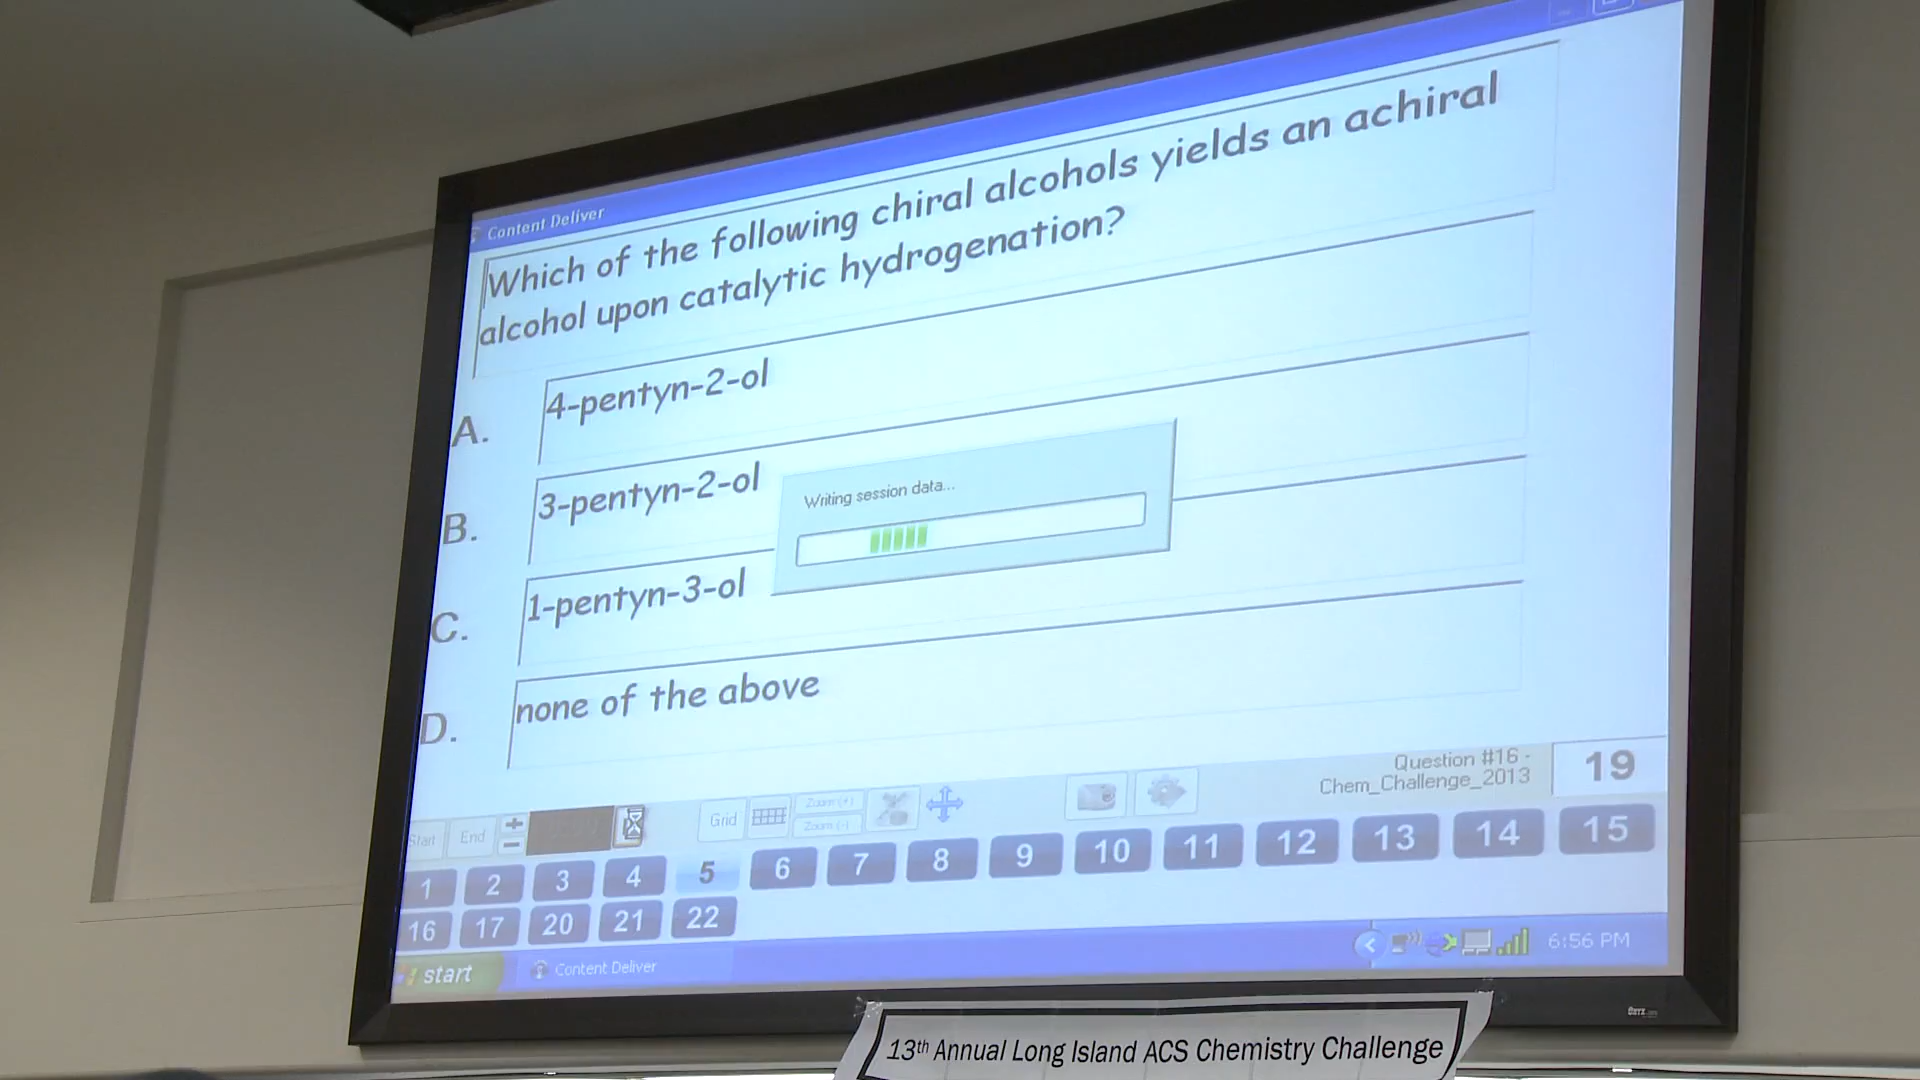 Content Deliver
Which of the following chiral alcohols yields an achiral
alcohol upon catalytic hydrogenation?
A. 4-pentyn-2-ol
B. 3-pentyn-2-ol
Writing session data...
C. 1-pentyn-3-ol
D. none of the above
Question #16 -
Chem_Challenge_2013
19
Start End + - Grid Zoom (+) Zoom (-)
1 2 3 4 5 6 7 8 9 10 11 12 13 14 15
16 17 20 21 22
start Content Deliver 6:56 PM
13th Annual Long Island ACS Chemistry Challenge